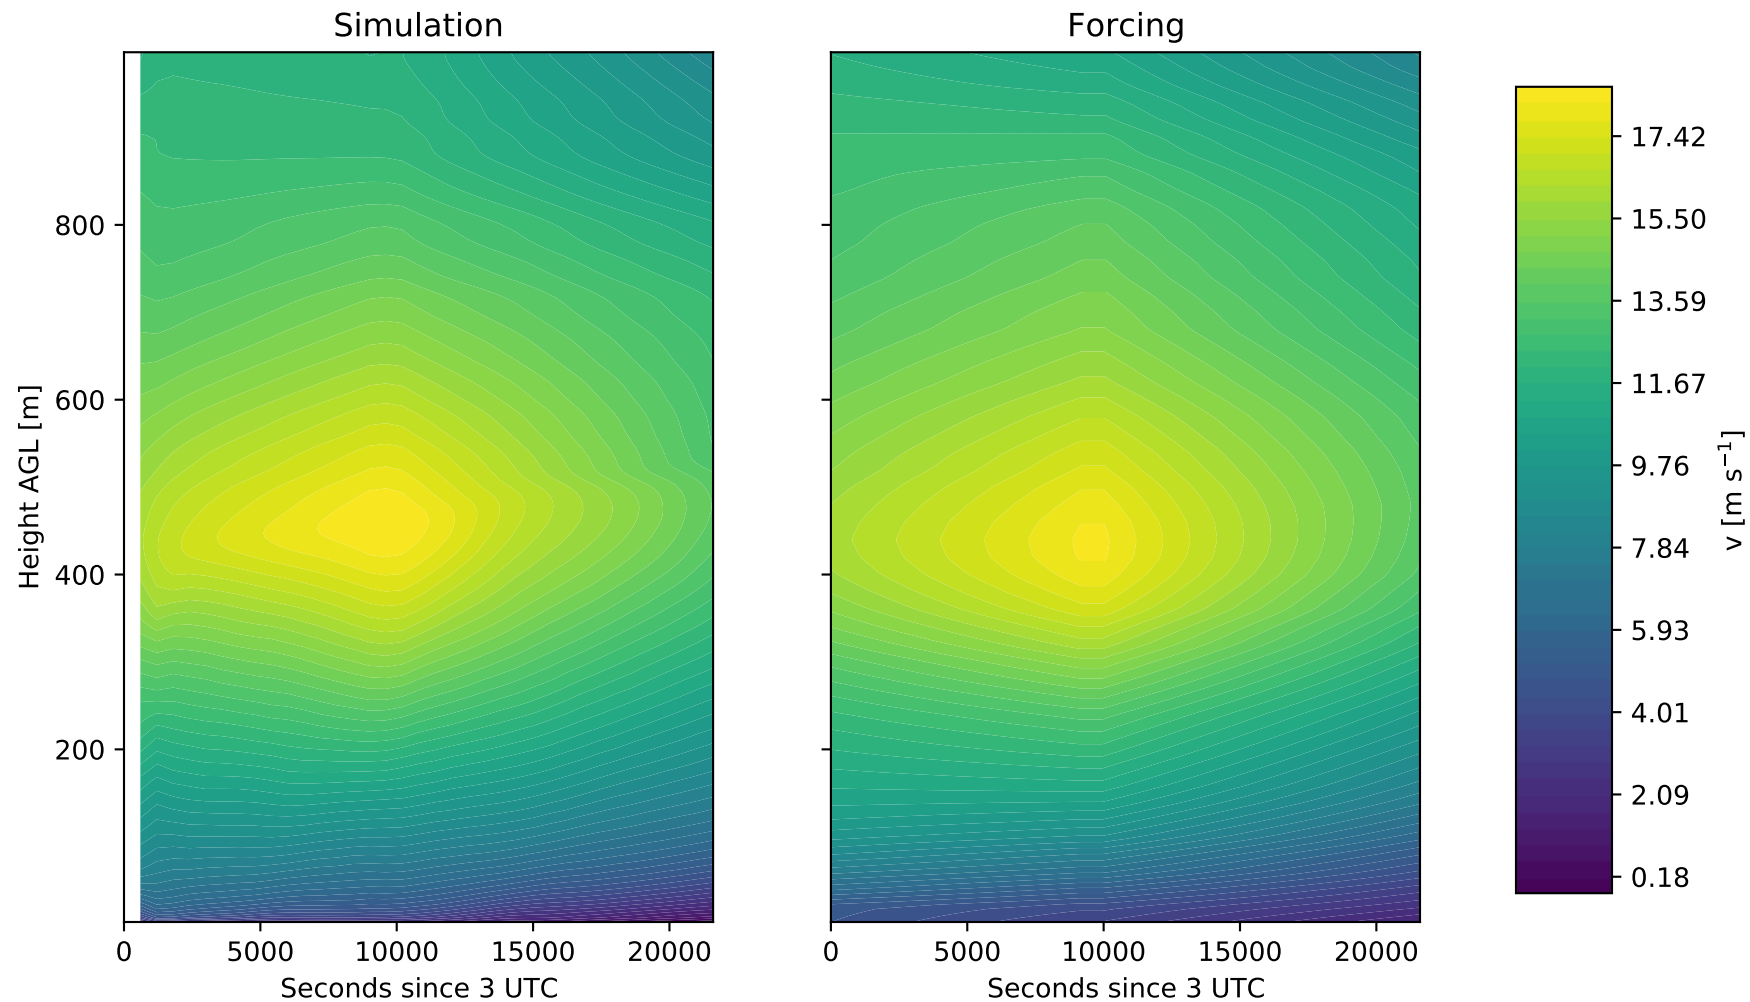 Simulation
Forcing
Height AGL [m]
800
600
400
200
0 5000 10000 15000 20000
Seconds since 3 UTC
0 5000 10000 15000 20000
Seconds since 3 UTC
17.42
15.50
13.59
11.67
9.76
7.84
5.93
4.01
2.09
0.18
v [m s⁻¹]